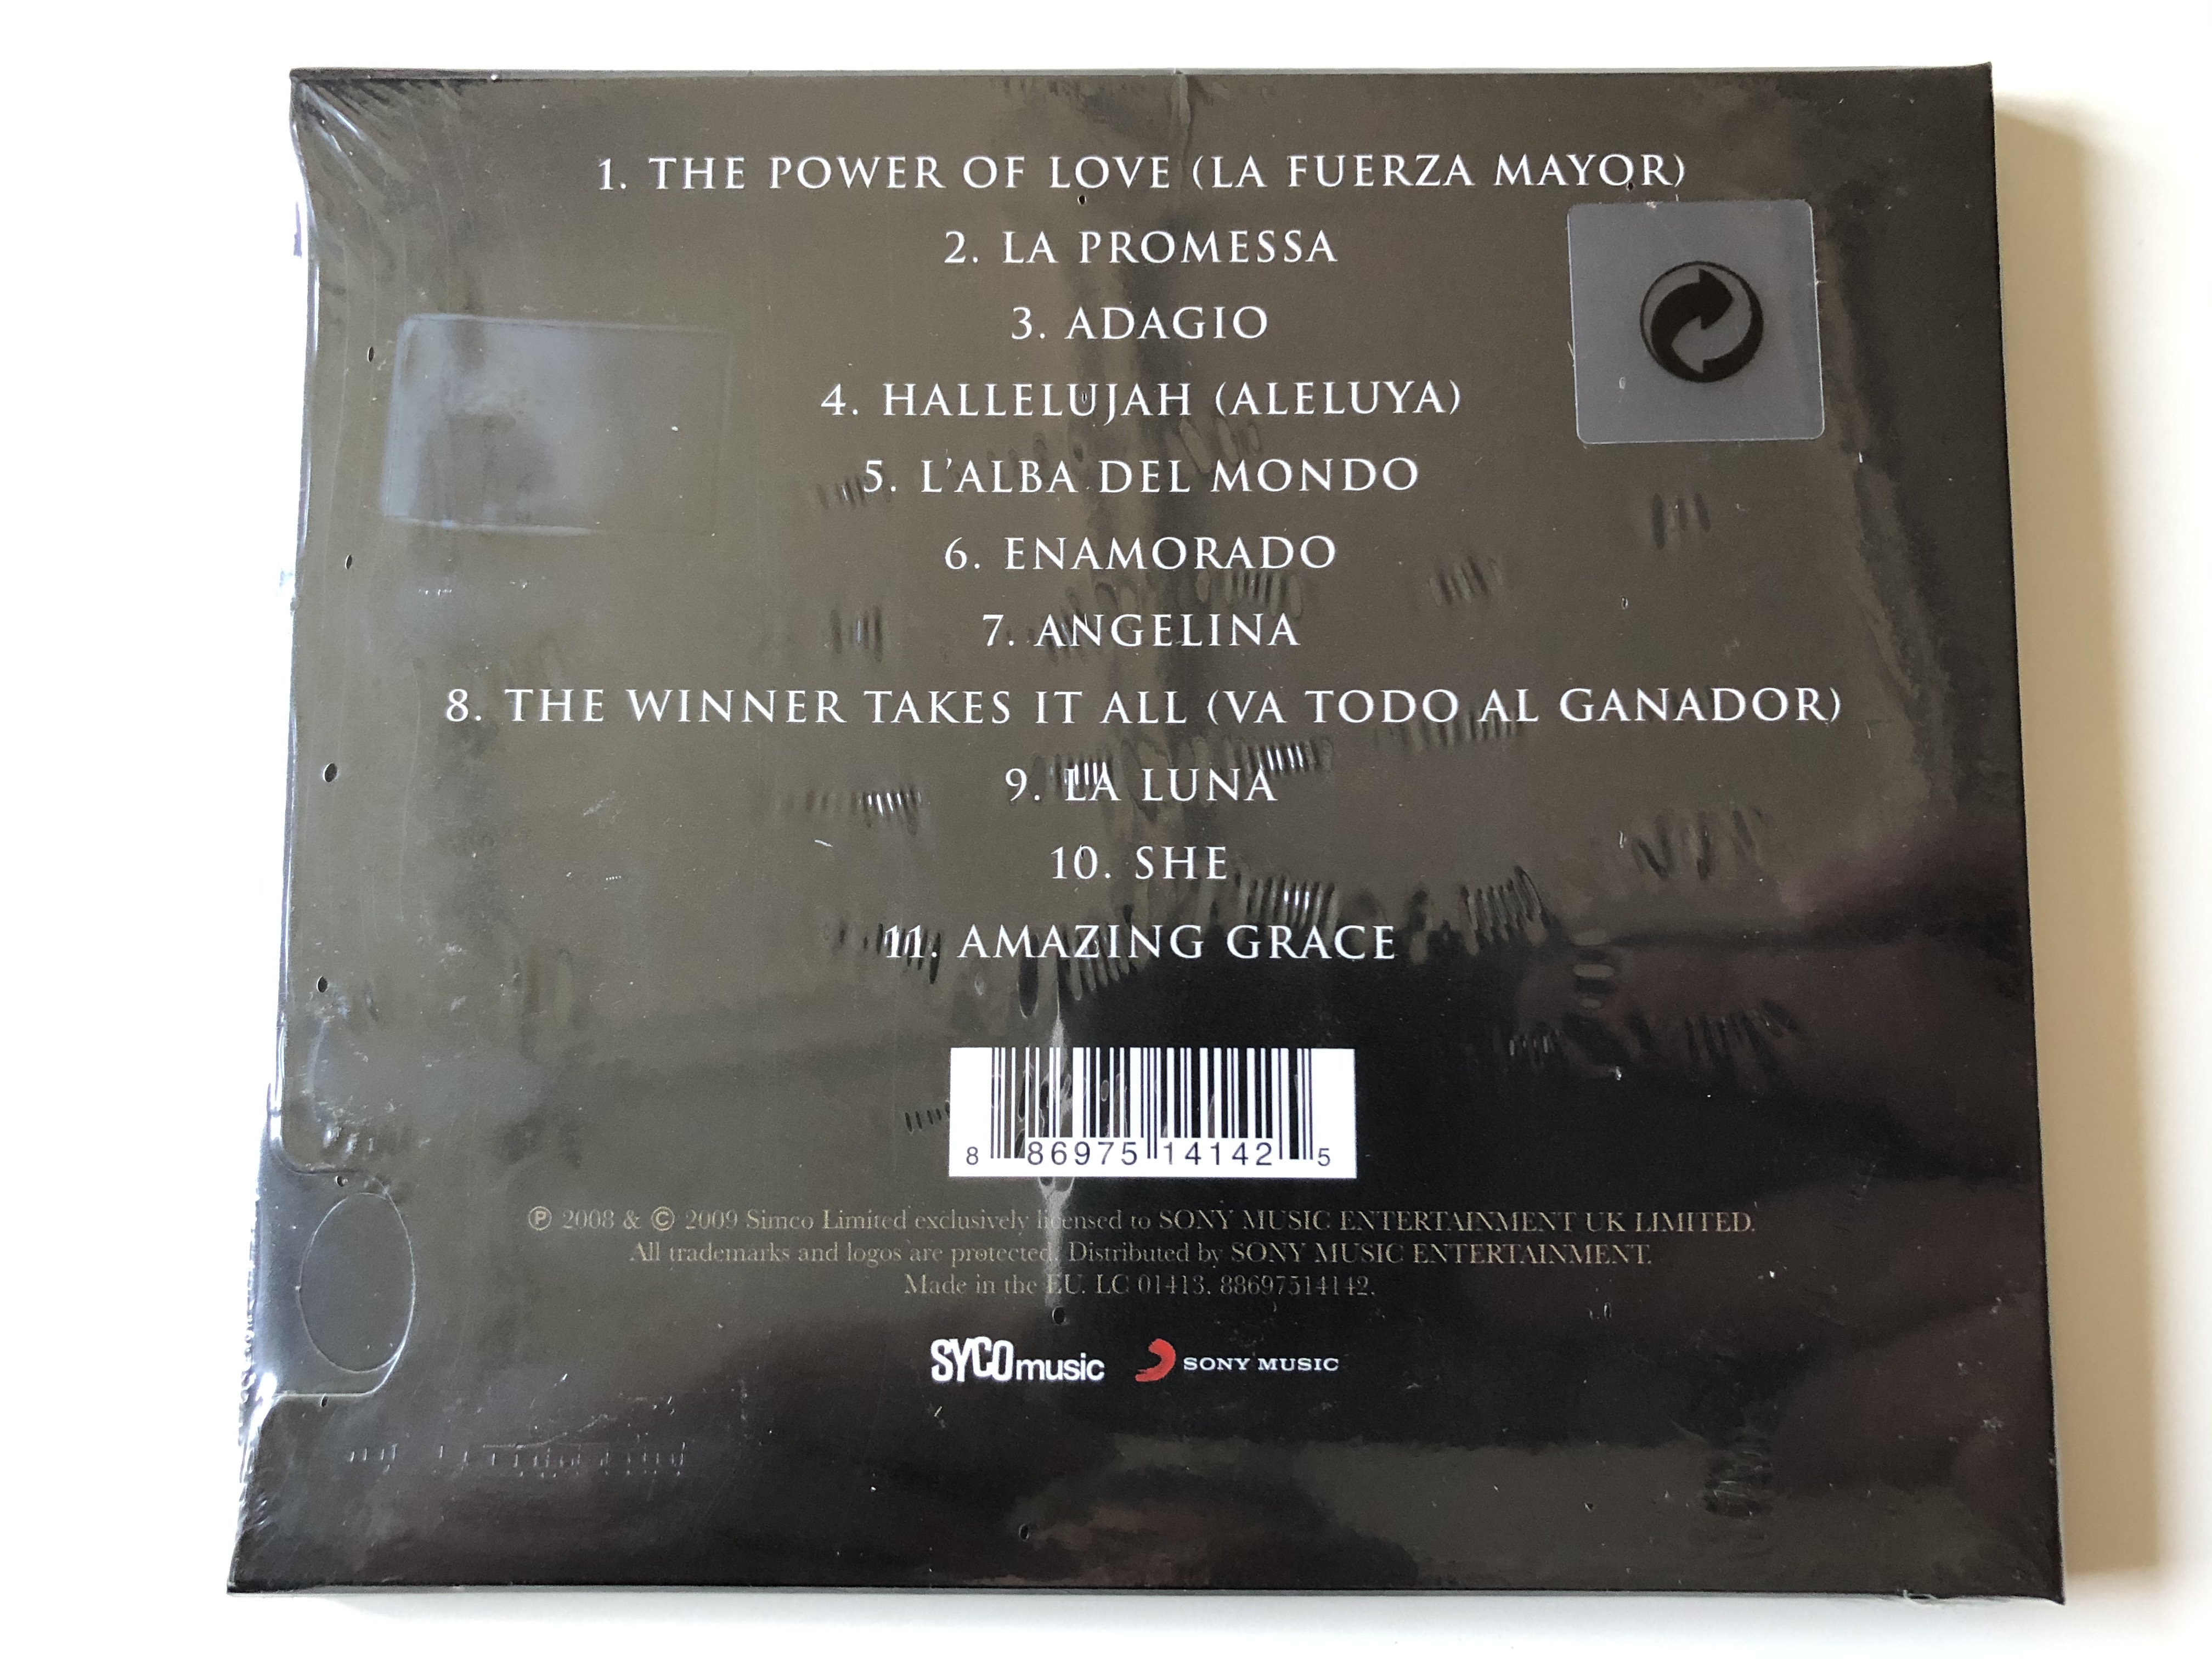 1. THE POWER OF LOVE (LA FUERZA MAYOR)
2. LA PROMESSA
3. ADAGIO
4. HALLELUJAH (ALELUYA)
5. L'ALBA DEL MONDO
6. ENAMORADO
7. ANGELINA
8. THE WINNER TAKES IT ALL (VA TODO AL GANADOR)
9. LA LUNA
10. SHE
11. AMAZING GRACE
8 86975 14142 5
℗ 2008 & © 2009 Simco Limited exclusively licensed to SONY MUSIC ENTERTAINMENT UK LIMITED.
All trademarks and logos are protected. Distributed by SONY MUSIC ENTERTAINMENT.
Made in the EU. LC 01413. 88697514142.
SYCOmusic SONY MUSIC